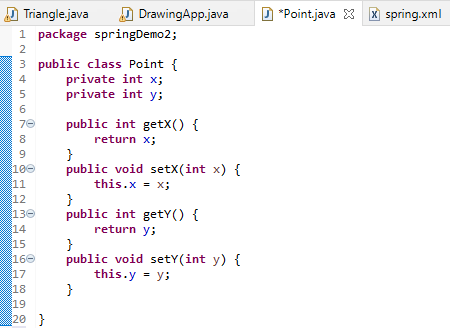 Triangle.java DrawingApp.java *Point.java spring.xml
1 package springDemo2;
2
3 public class Point {
4     private int x;
5     private int y;
6
7     public int getX() {
8         return x;
9     }
10     public void setX(int x) {
11         this.x = x;
12     }
13     public int getY() {
14         return y;
15     }
16     public void setY(int y) {
17         this.y = y;
18     }
19
20 }